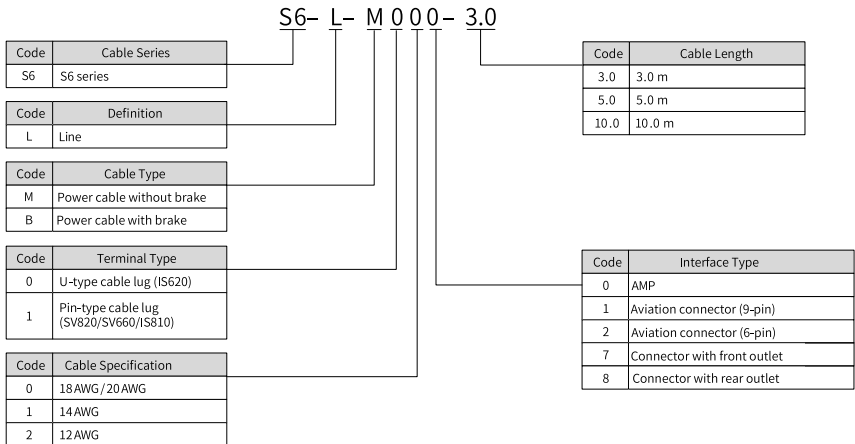 S6- L- M 0 0 0 - 3.0
Code Cable Series
S6 S6 series
Code Definition
L Line
Code Cable Type
M Power cable without brake
B Power cable with brake
Code Terminal Type
0 U-type cable lug (IS620)
1 Pin-type cable lug
(SV820/SV660/IS810)
Code Cable Specification
0 18 AWG/20 AWG
1 14 AWG
2 12 AWG
Code Cable Length
3.0 3.0 m
5.0 5.0 m
10.0 10.0 m
Code Interface Type
0 AMP
1 Aviation connector (9-pin)
2 Aviation connector (6-pin)
7 Connector with front outlet
8 Connector with rear outlet